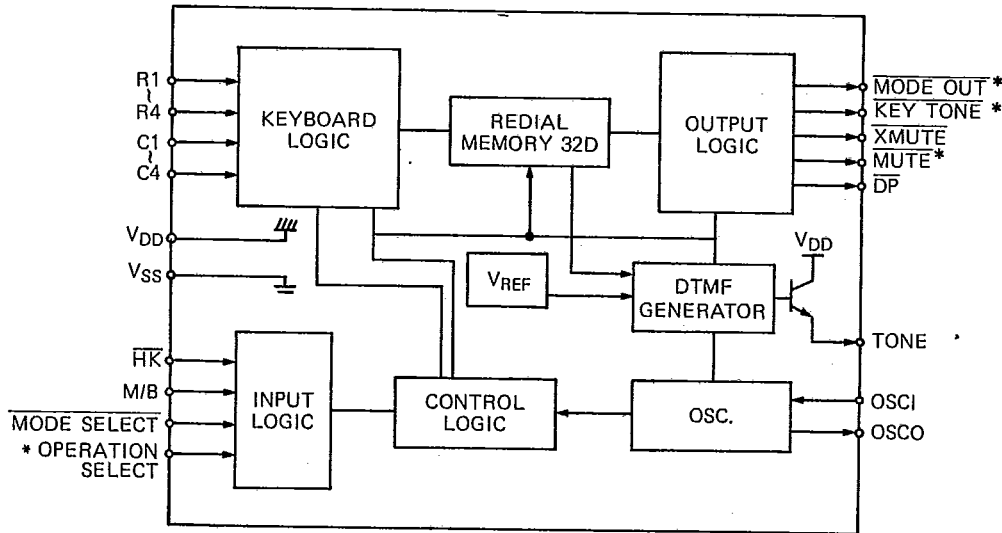 R1
~
R4
C1
~
C4
VDD
VSS
HK
M/B
MODE SELECT
* OPERATION
SELECT
KEYBOARD
LOGIC
REDIAL
MEMORY 32D
OUTPUT
LOGIC
MODE OUT *
KEY TONE *
XMUTE
MUTE *
DP
VREF
DTMF
GENERATOR
VDD
TONE
INPUT
LOGIC
CONTROL
LOGIC
OSC.
OSCI
OSCO